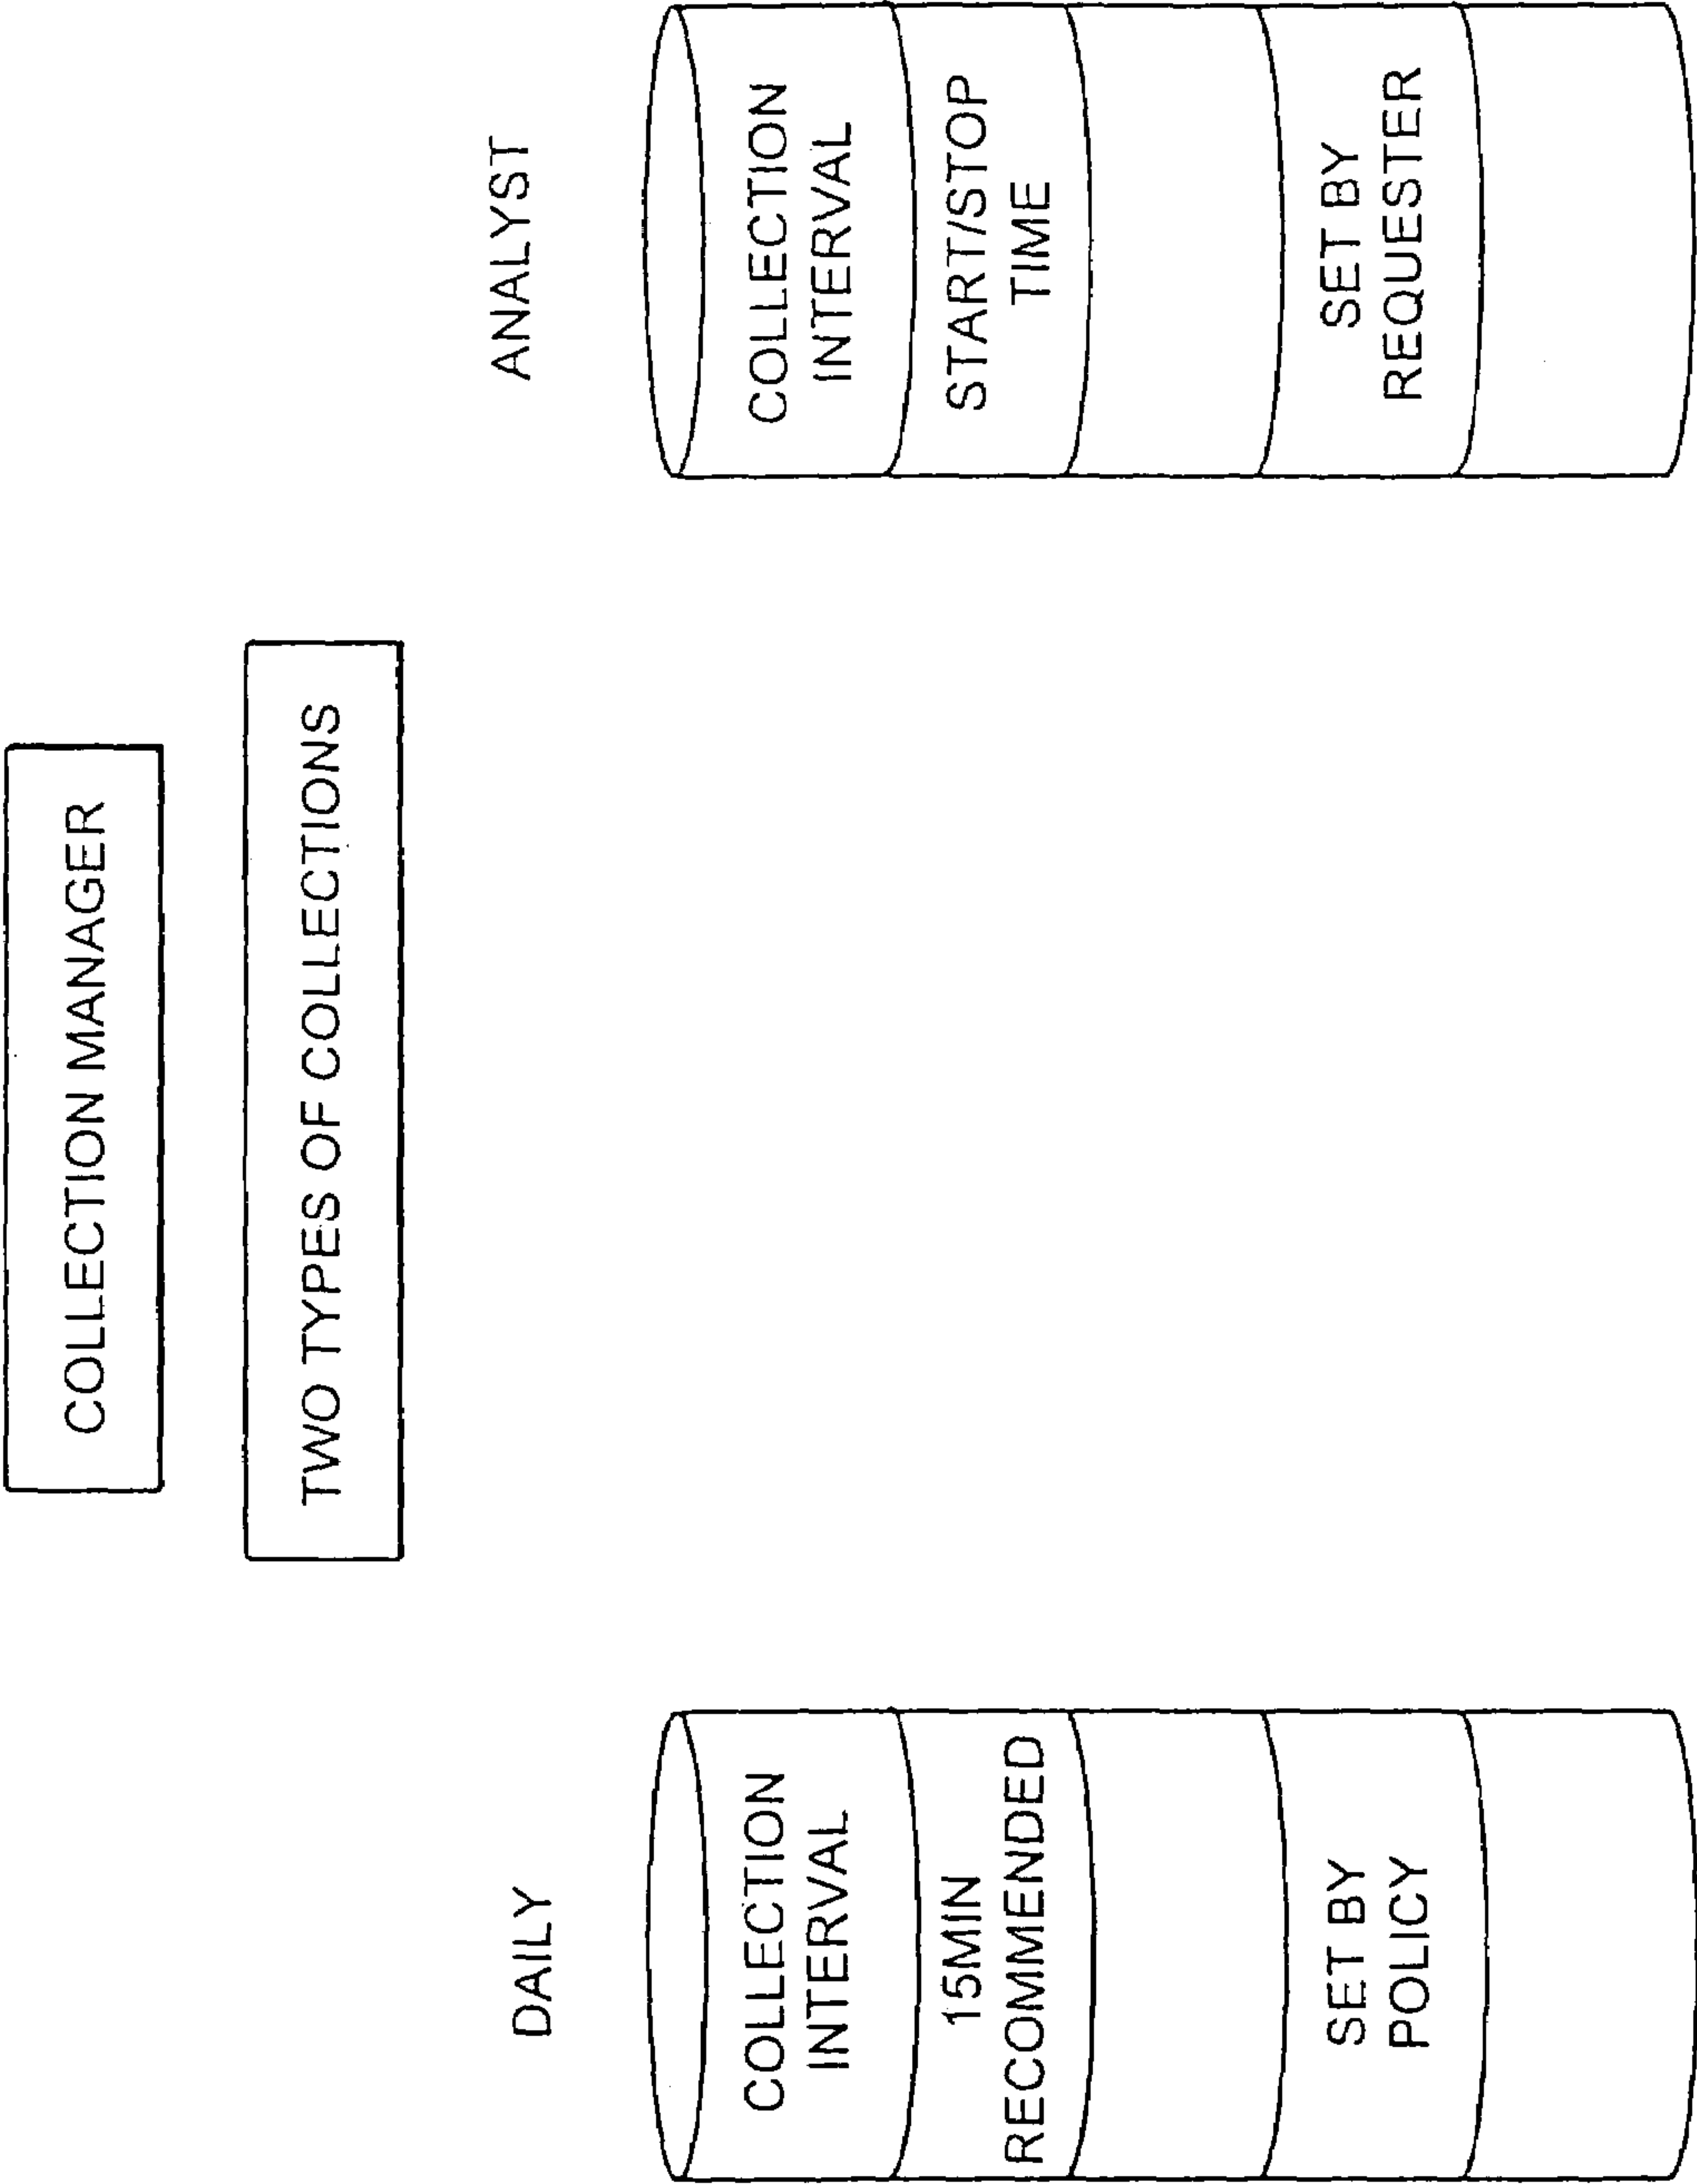 COLLECTION MANAGER
TWO TYPES OF COLLECTIONS
DAILY
COLLECTION
INTERVAL
15MIN
RECOMMENDED
SET BY
POLICY
ANALYST
COLLECTION
INTERVAL
START/STOP
TIME
SET BY
REQUESTER